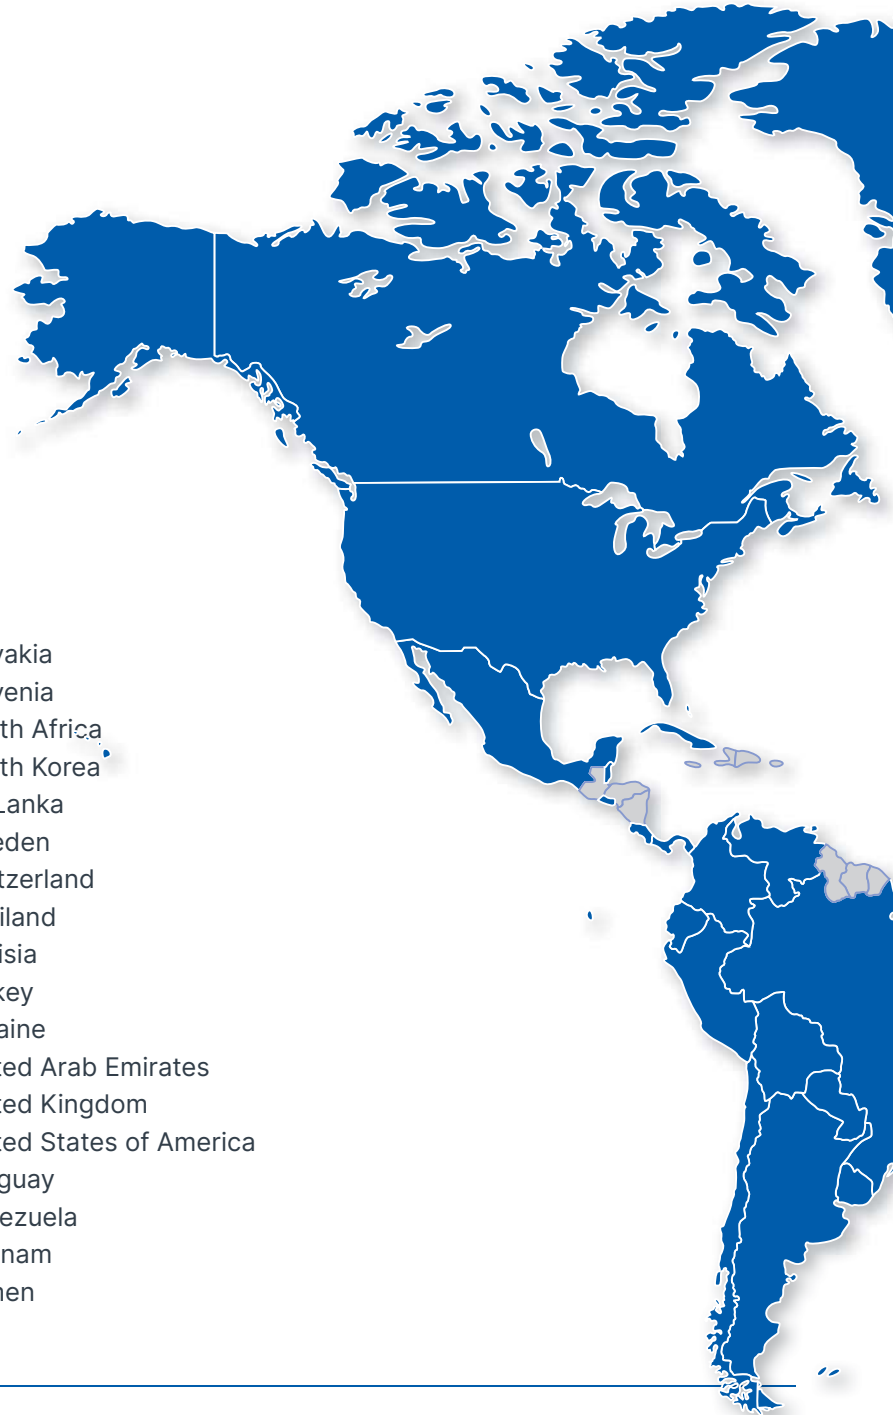 vakia
venia
th Africa
th Korea
Lanka
eden
tzerland
iland
isia
key
aine
ted Arab Emirates
ted Kingdom
ted States of America
guay
ezuela
nam
nen